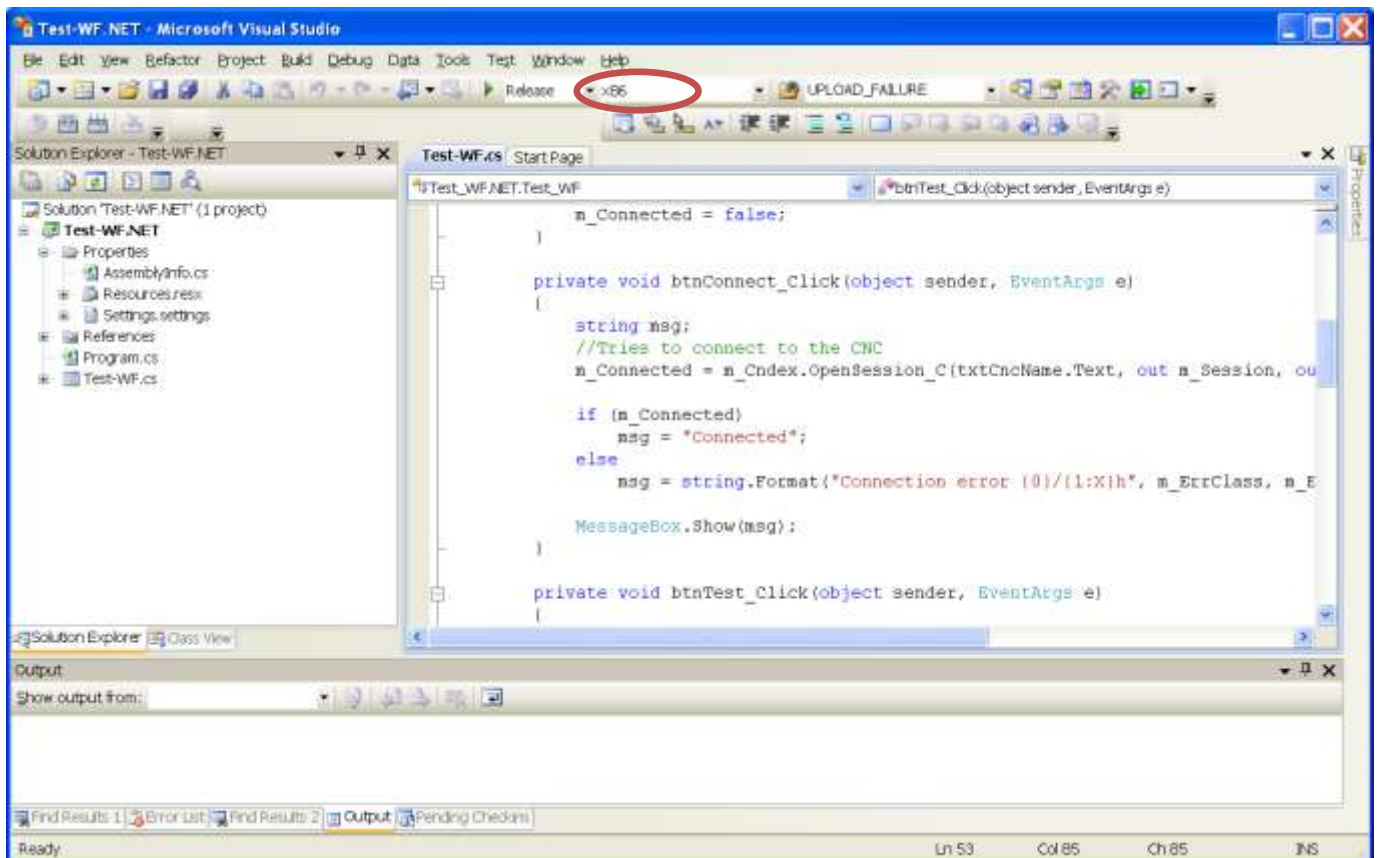 Test-WF.NET - Microsoft Visual Studio
File Edit View Refactor Project Build Debug Data Tools Test Window Help
Release x86 UPLOAD_FAILURE
Solution Explorer - Test-WF.NET
Test-WF.cs Start Page
Properties
Test_WF.NET.Test_WF btnTest_Click(object sender, EventArgs e)
Solution 'Test-WF.NET' (1 project)
Test-WF.NET
Properties
AssemblyInfo.cs
Resources.resx
Settings.settings
References
Program.cs
Test-WF.cs
m_Connected = false;
}
private void btnConnect_Click(object sender, EventArgs e)
{
string msg;
//Tries to connect to the CNC
m_Connected = m_Cndex.OpenSession_C(txtCncName.Text, out m_Session, ou
if (m_Connected)
msg = "Connected";
else
msg = string.Format("Connection error {0}/{1:X}h", m_ErrClass, m_E
MessageBox.Show(msg);
}
private void btnTest_Click(object sender, EventArgs e)
{
Solution Explorer Class View
Output
Show output from:
Find Results 1 Error List Find Results 2 Output Pending Checkins
Ready Ln 53 Col 85 Ch 85 INS